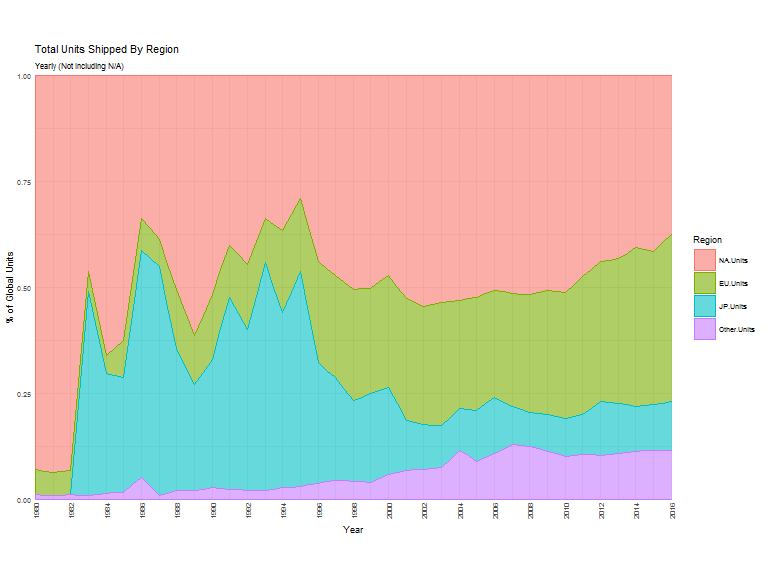 Total Units Shipped By Region
Yearly (Not Including N/A)
1.00
0.75
0.50
0.25
0.00
% of Global Units
1980 1982 1984 1986 1988 1990 1992 1994 1996 1998 2000 2002 2004 2006 2008 2010 2012 2014 2016
Year
Region
NA.Units
EU.Units
JP.Units
Other.Units